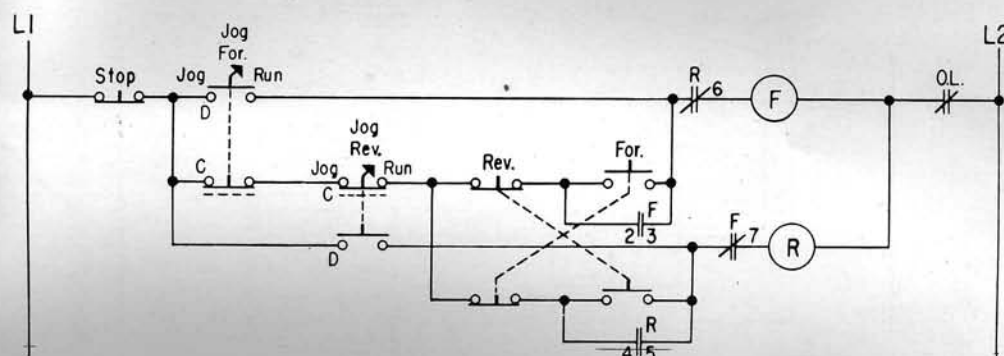 L1
Jog
For.
L2
Stop
Jog
Run
D
R
6
F
O.L.
Jog
Rev.
C
Jog
Run
C
Rev.
For.
F
2 3
D
F
7
R
R
4 5